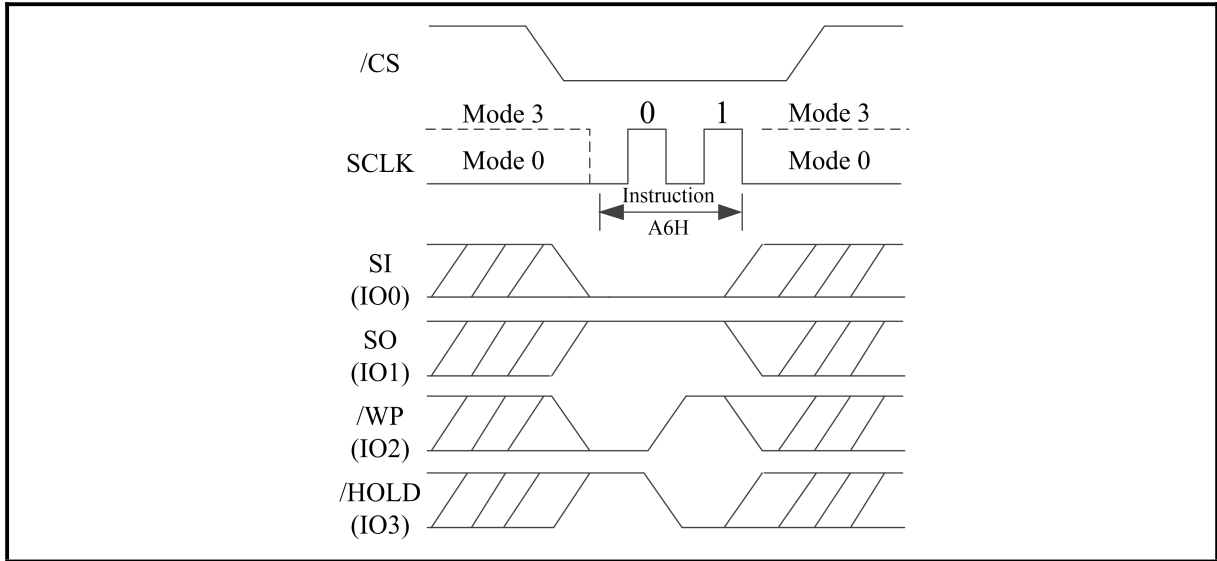 /CS
Mode 3 0 1 Mode 3
SCLK Mode 0 Mode 0
Instruction
A6H
SI
(IO0)
SO
(IO1)
/WP
(IO2)
/HOLD
(IO3)